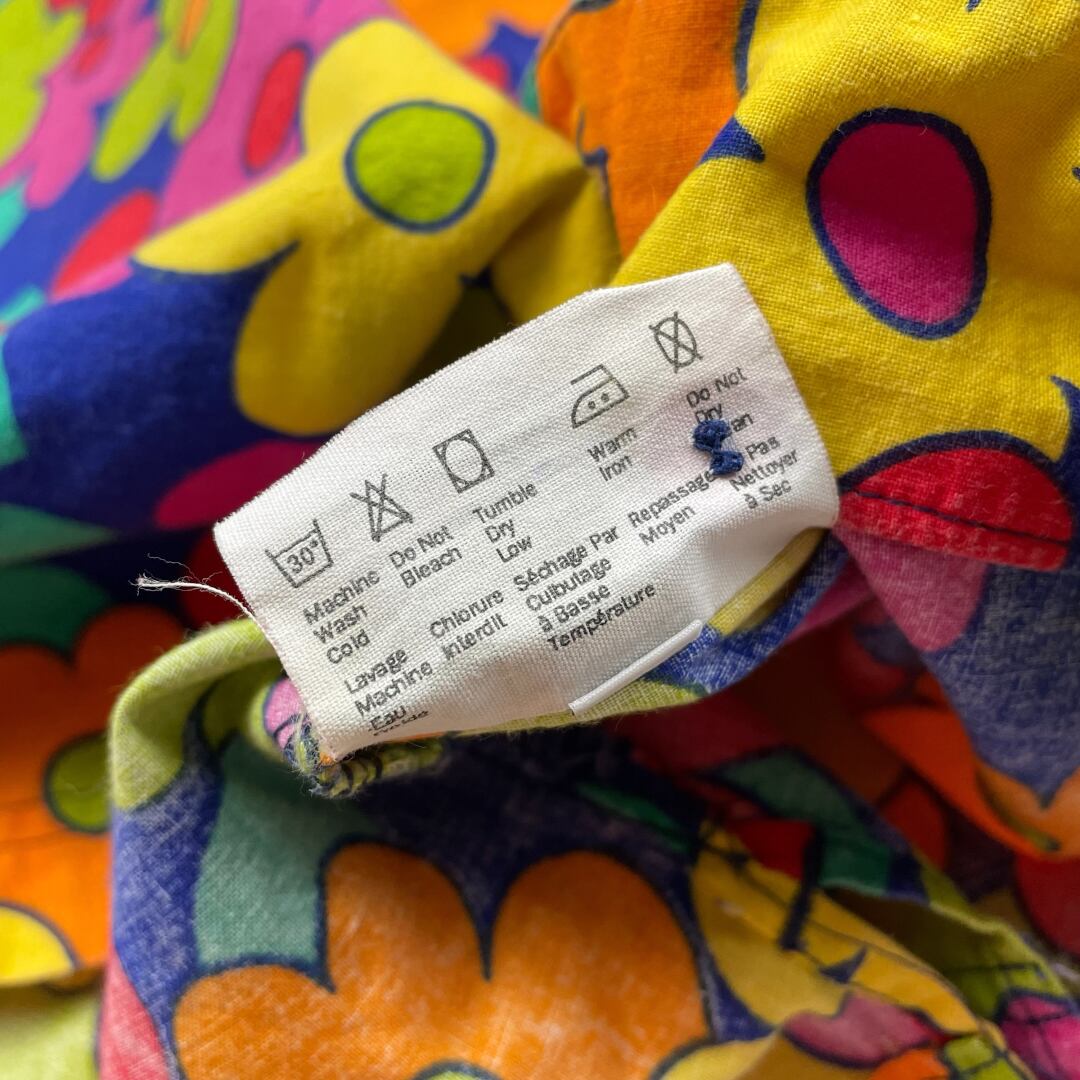 30°
Machine
Wash
Cold
Do Not
Bleach
Tumble
Dry
Low
Warm
Iron
Do Not
Dry
Lavage
Machine
Eau
Chlorure
Interdit
Séchage Par
Culbutage
à Basse
Température
Repassage
Moyen
Pas
Nettoyer
à Sec